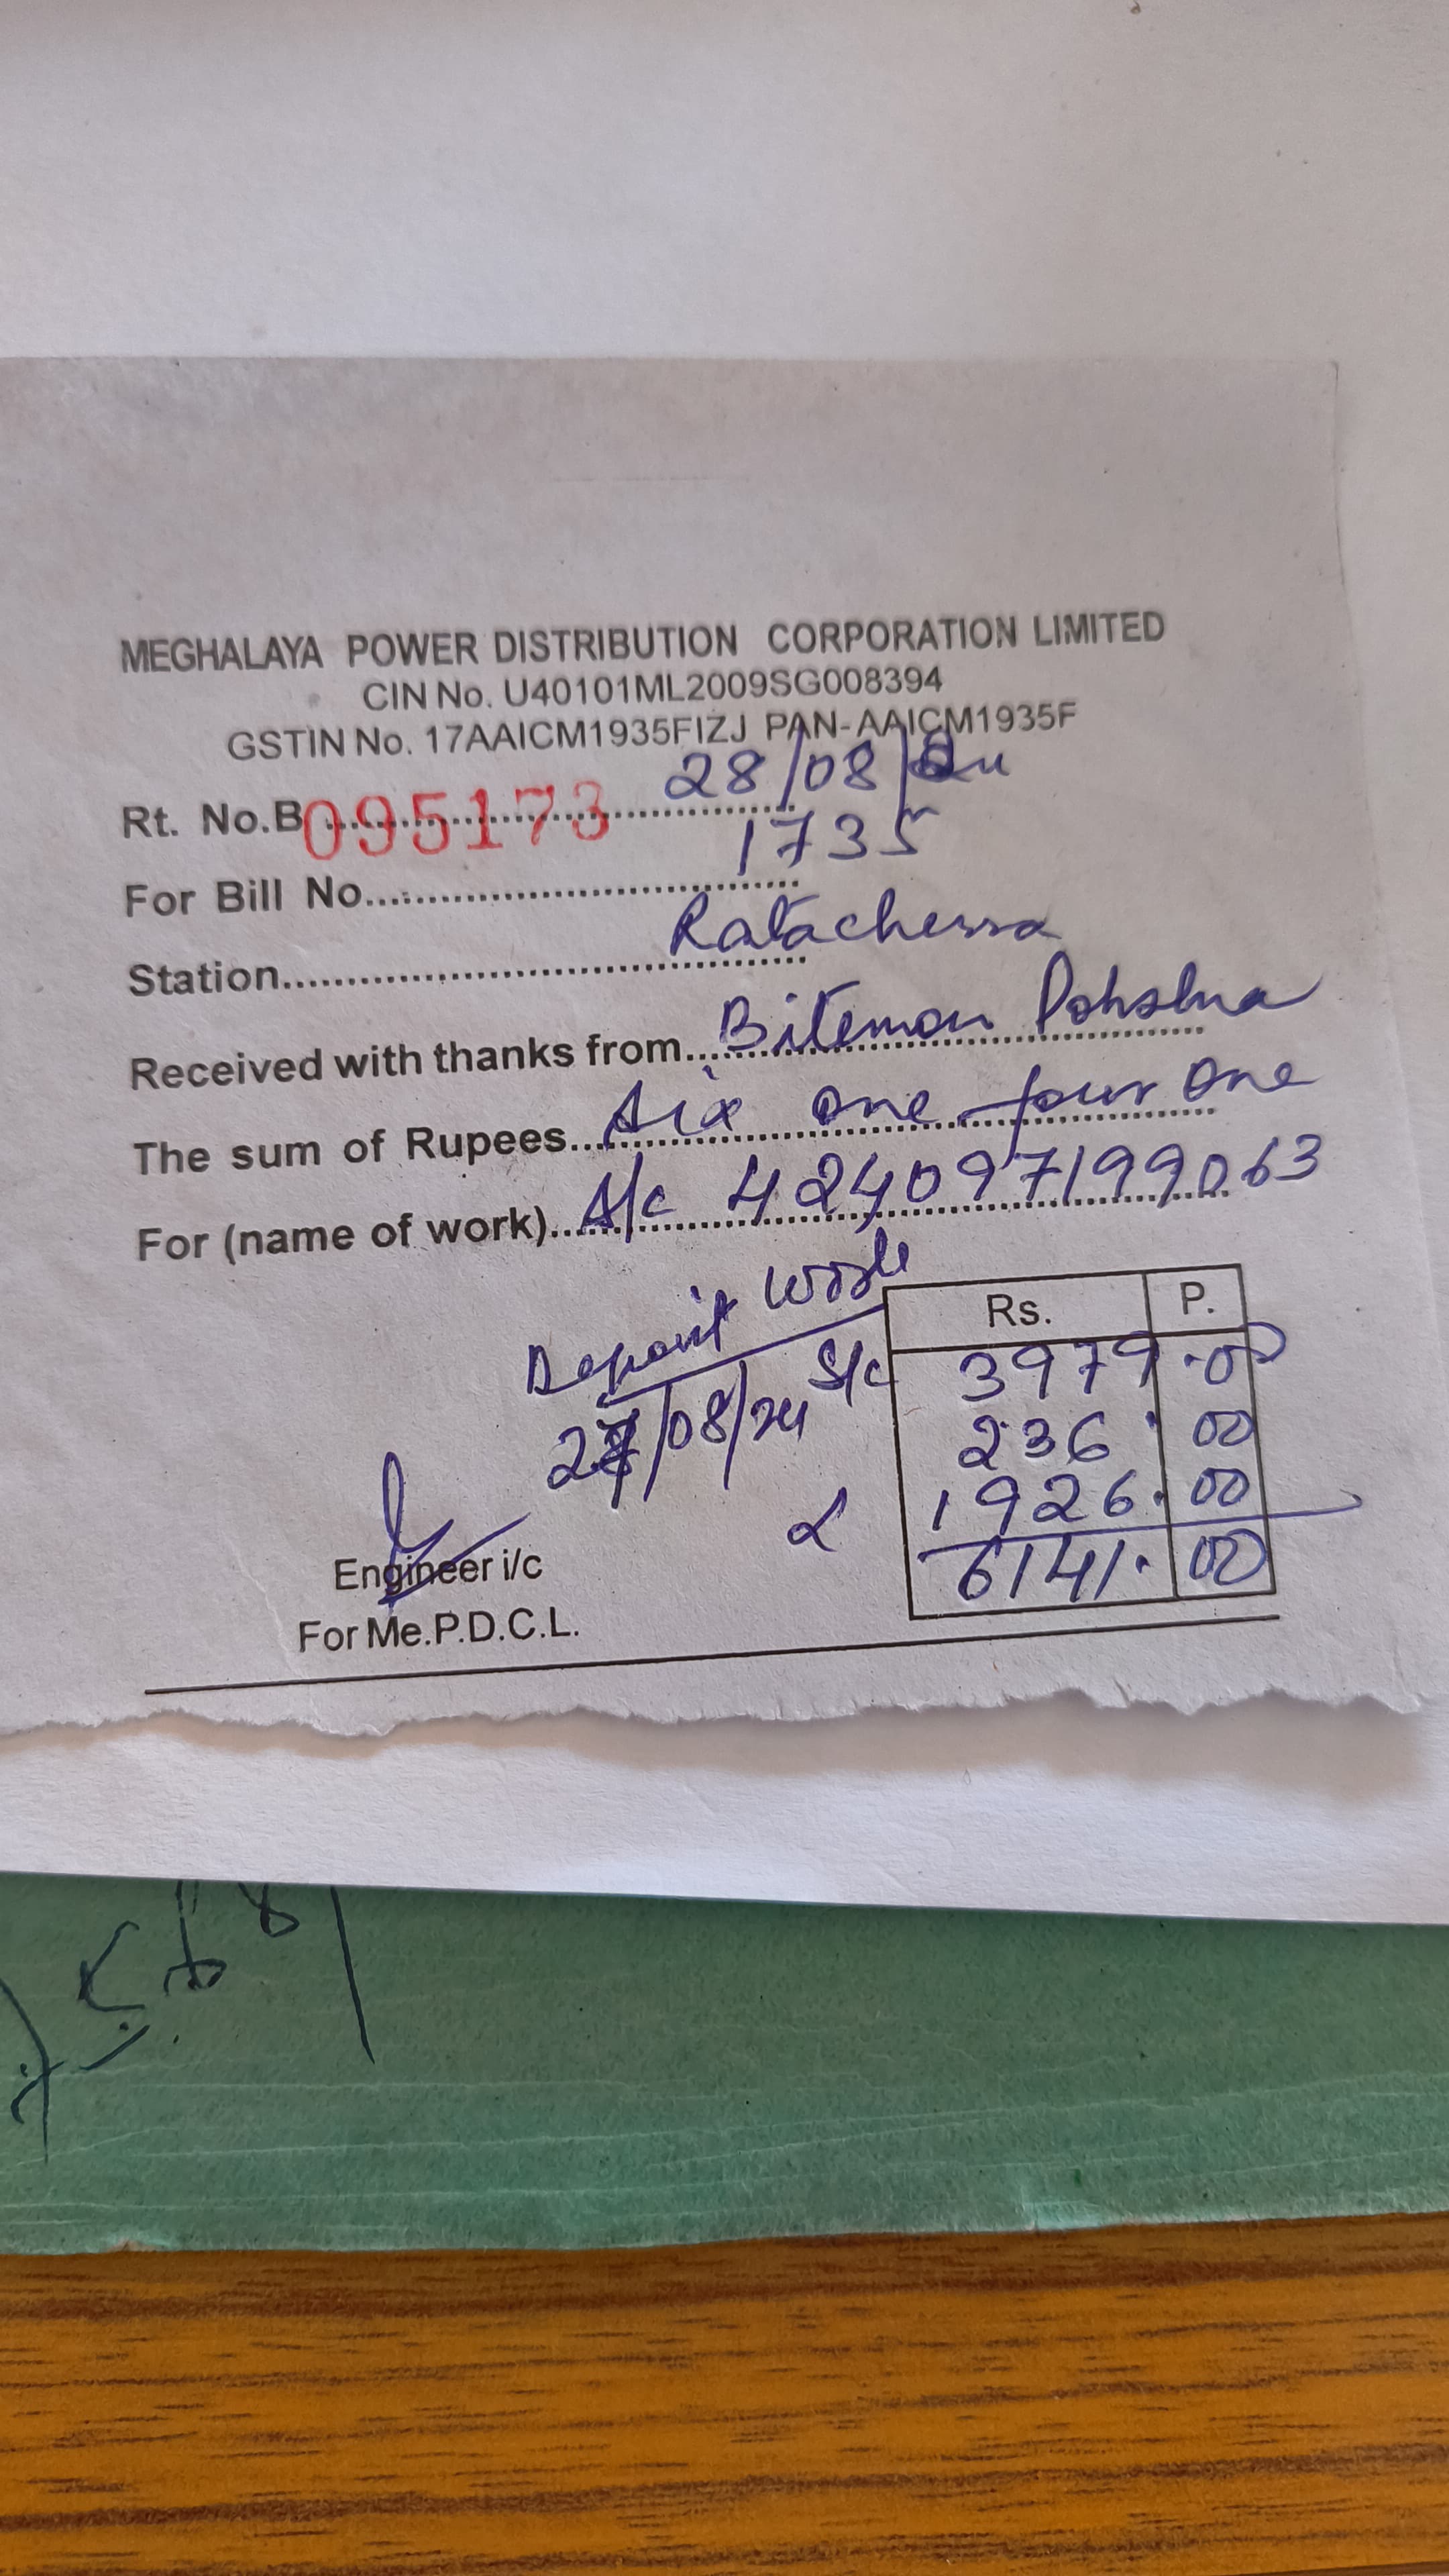 MEGHALAYA POWER DISTRIBUTION CORPORATION LIMITED
CIN No. U40101ML2009SG008394
GSTIN No. 17AAICM1935FIZJ PAN-AAICM1935F
28/08/24
Rt. No.B 095173
For Bill No. 1735
Station Ratacherra
Received with thanks from Bitemon Pohshna
The sum of Rupees Six one four one
For (name of work) A/c 424097199063
Deposit Work
Rs. P.
S/c 3979.00
27/08/24
236.00
1926.00
6141.00
Engineer i/c
For Me.P.D.C.L.